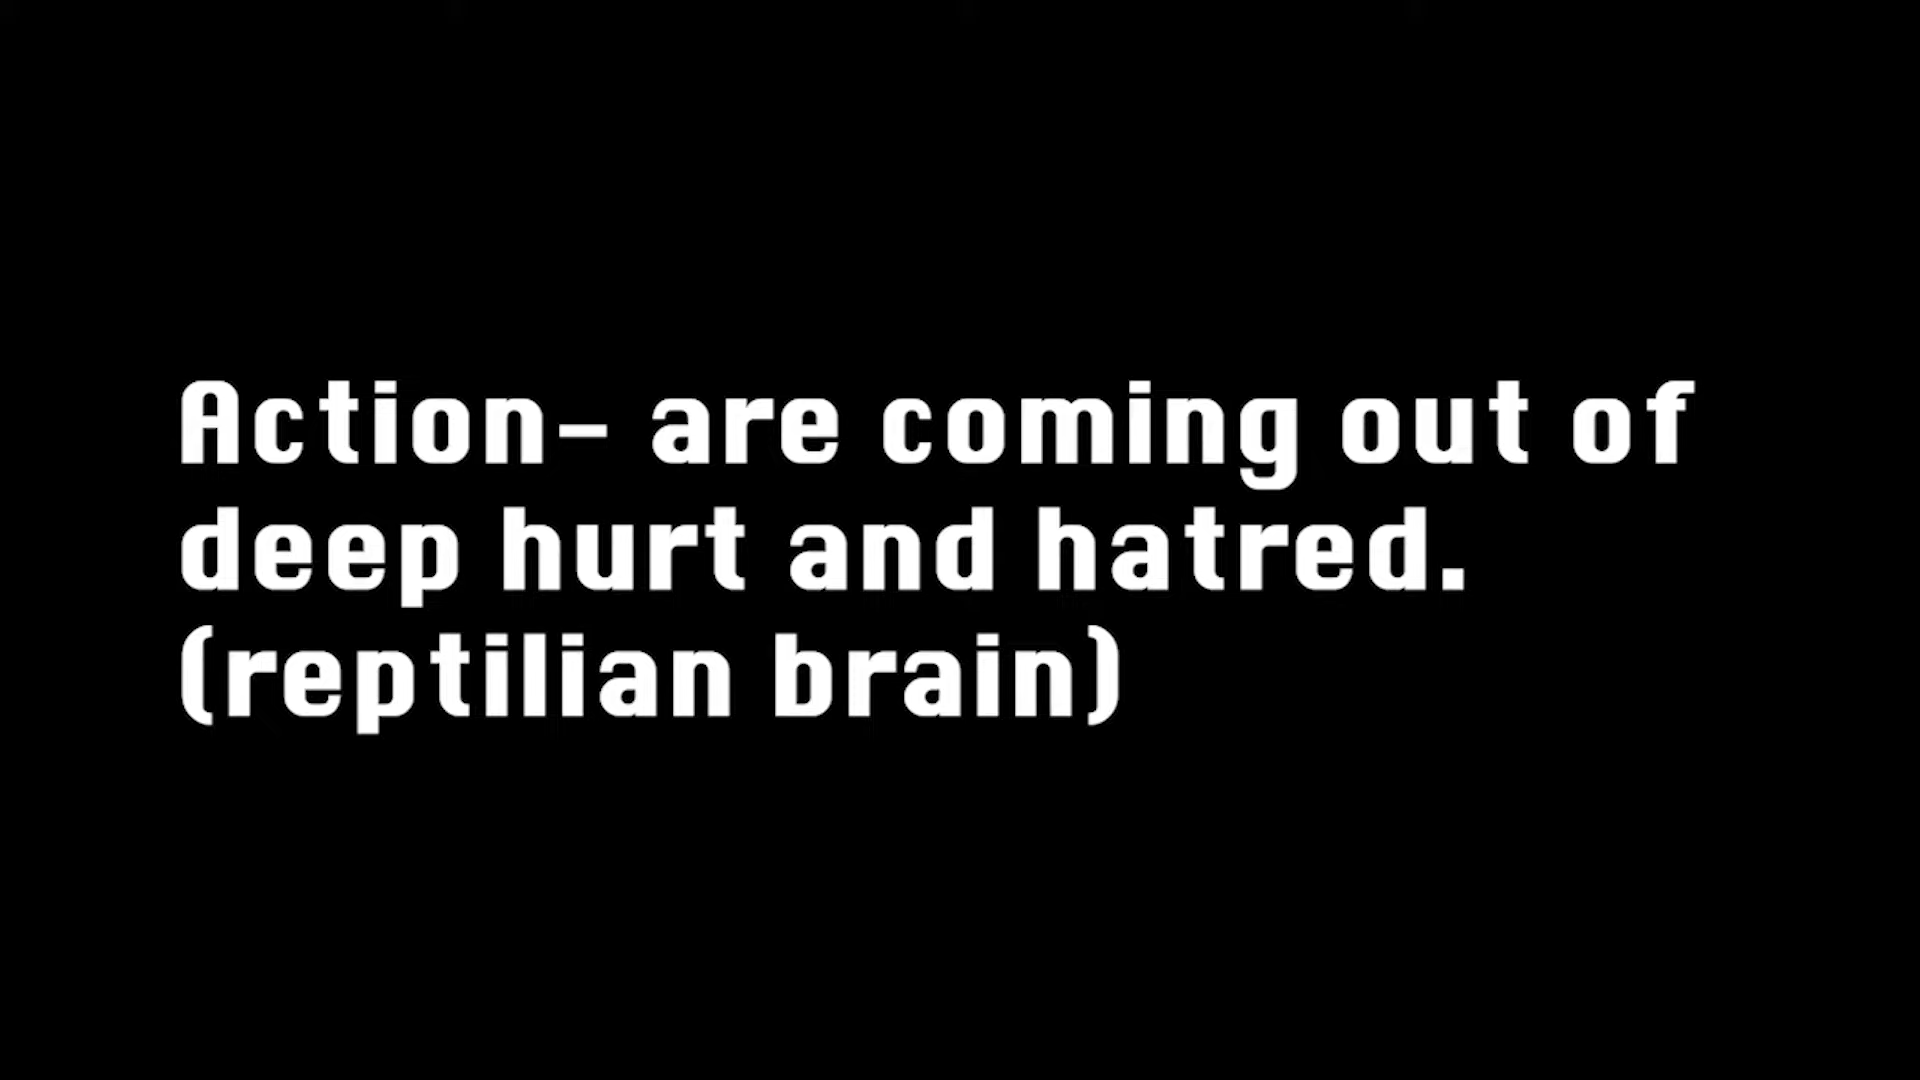 Action- are coming out of
deep hurt and hatred.
(reptilian brain)